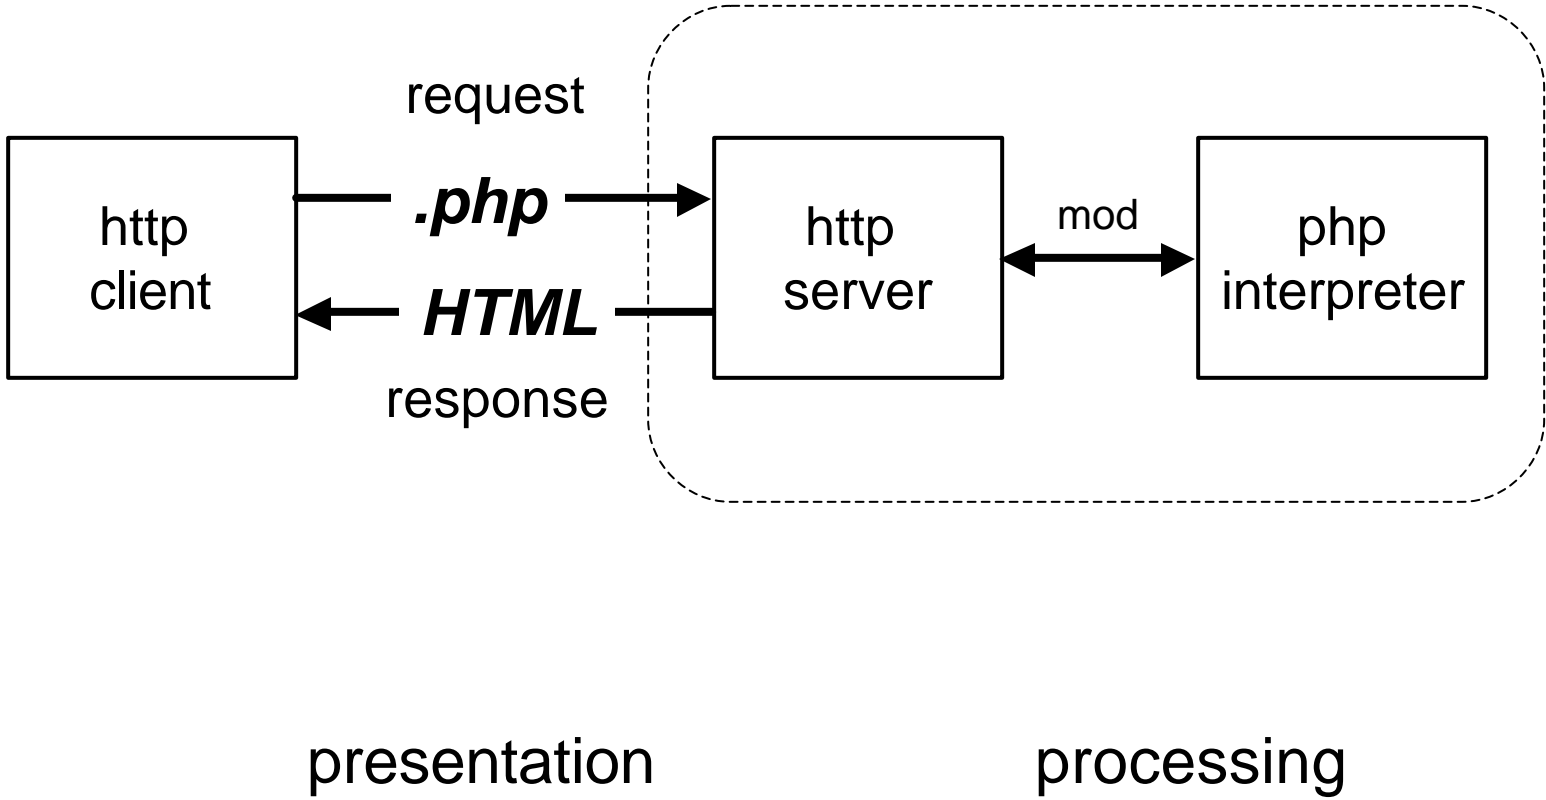 request
http
client
.php
HTML
response
http
server
mod
php
interpreter
presentation
processing